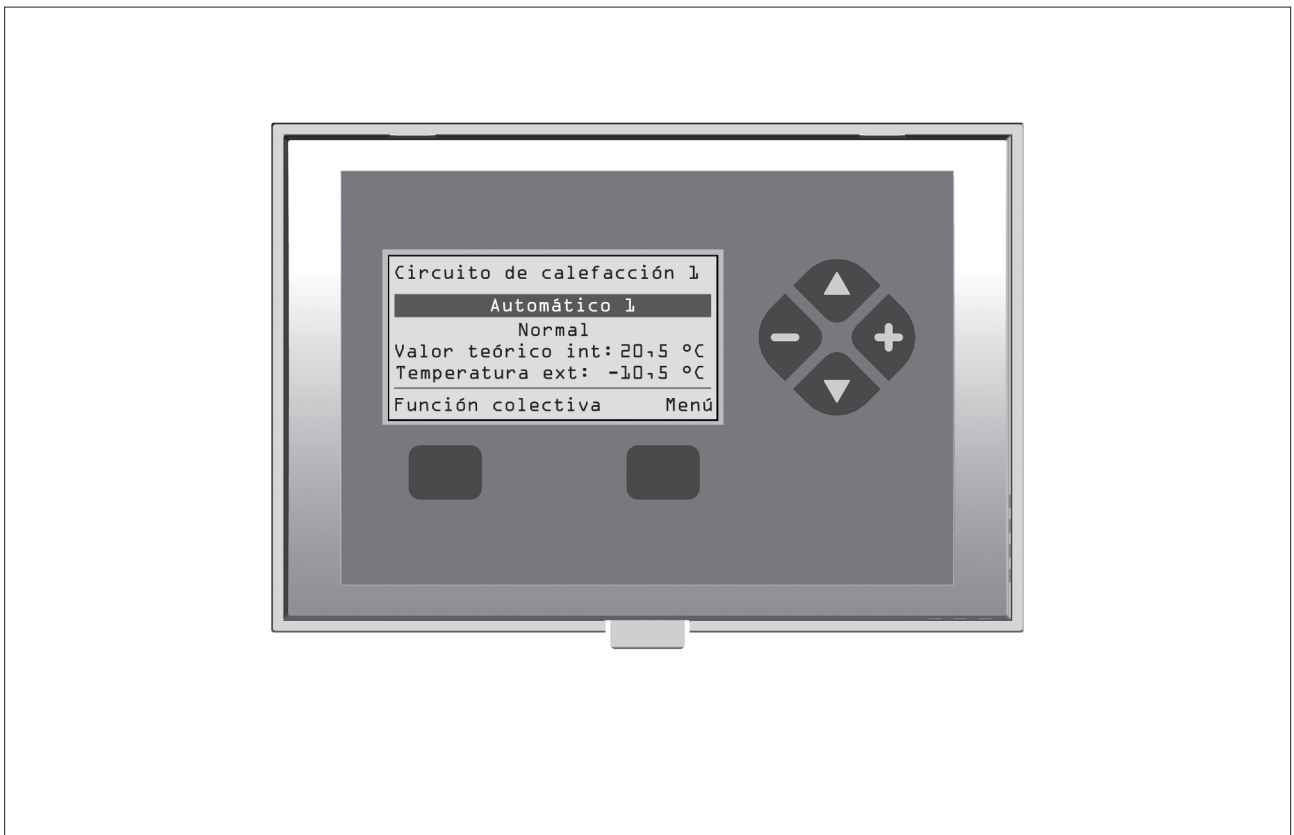 Circuito de calefacción 1
Automático 1
Normal
Valor teórico int: 20,5 °C
Temperatura ext: -10,5 °C
Función colectiva Menú